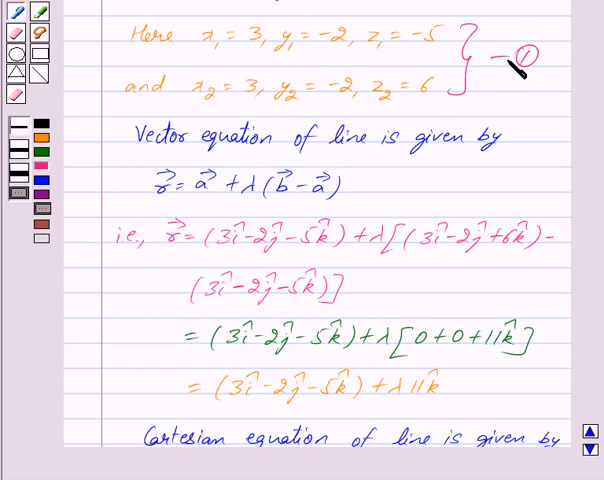 Here x₁ = 3, y₁ = -2, z₁ = -5
and x₂ = 3, y₂ = -2, z₂ = 6 } — ①
Vector equation of line is given by
r⃗ = a⃗ + λ(b⃗ - a⃗)
i.e., r⃗ = (3î - 2ĵ - 5k̂) + λ[(3î - 2ĵ + 6k̂) -
(3î - 2ĵ - 5k̂)]
= (3î - 2ĵ - 5k̂) + λ[0 + 0 + 11k̂]
= (3î - 2ĵ - 5k̂) + λ11k̂
Cartesian equation of line is given by